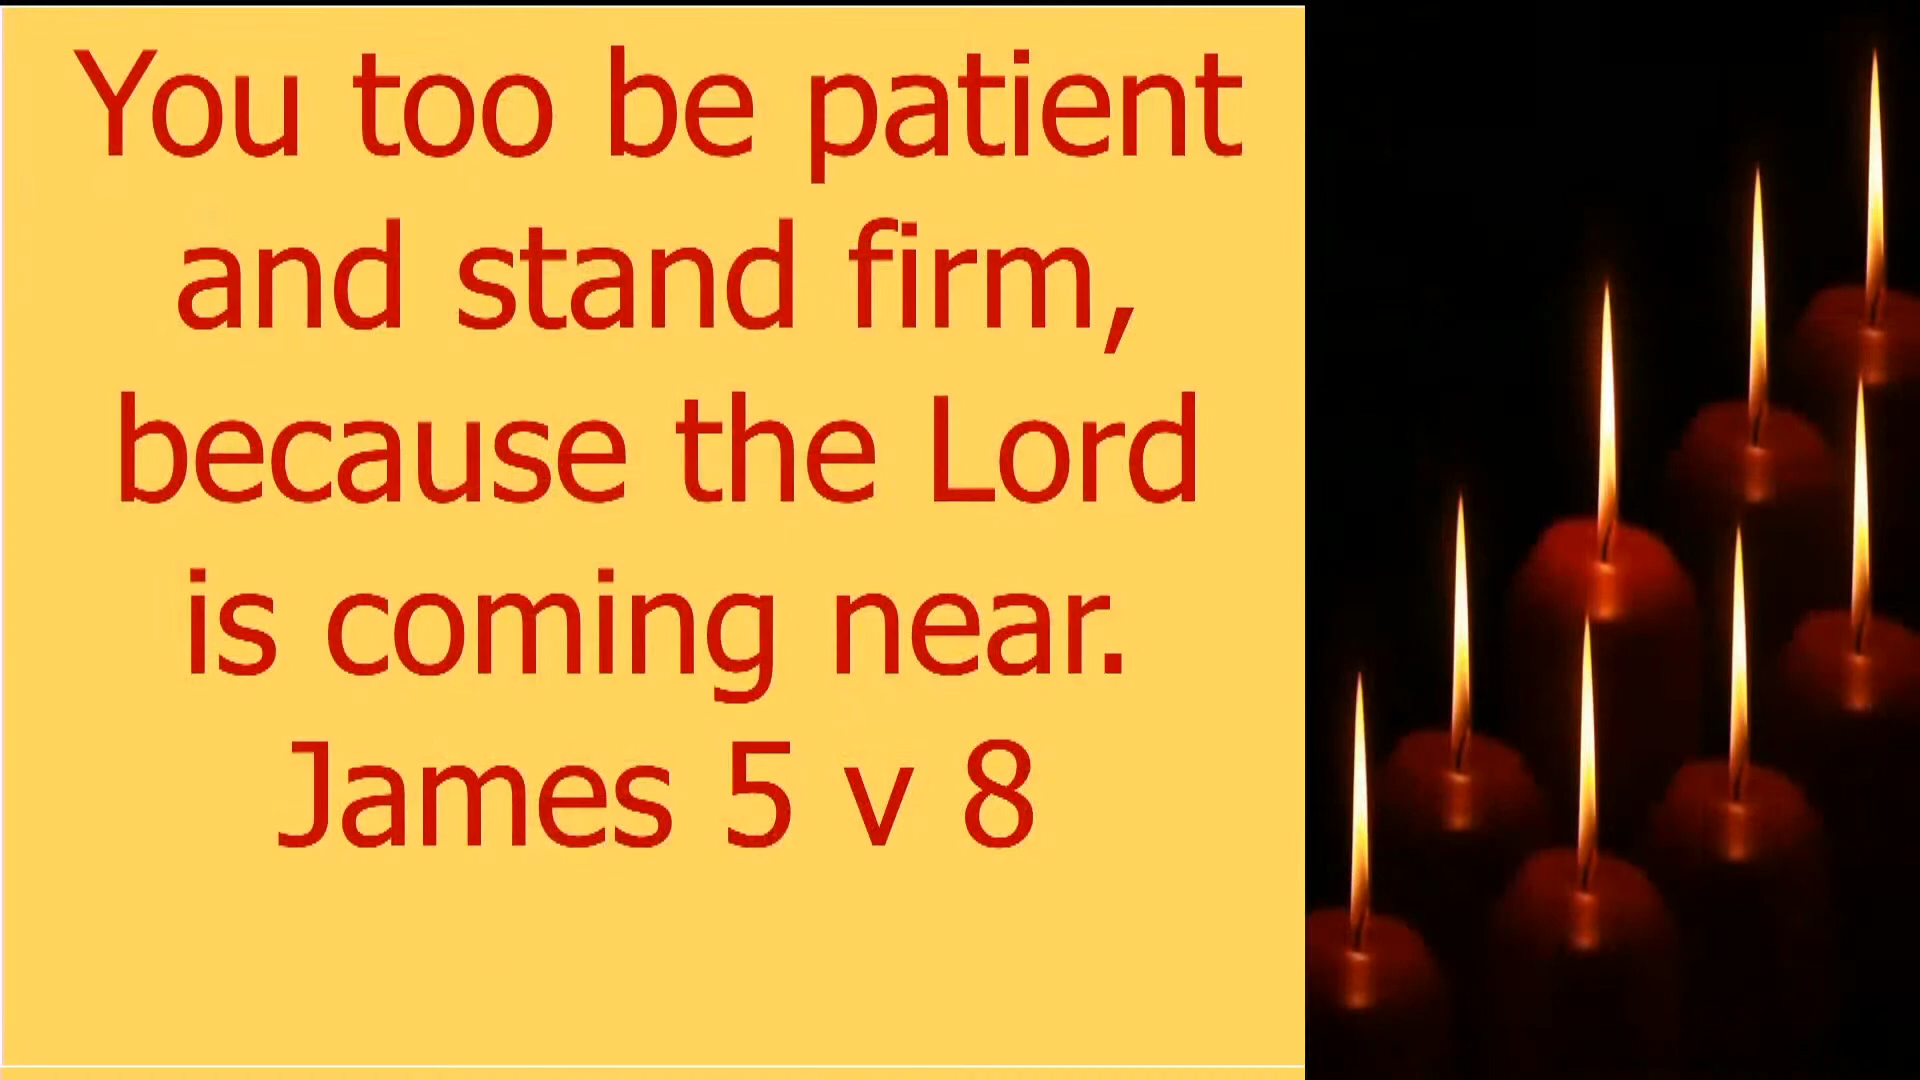 You too be patient
and stand firm,
because the Lord
is coming near.
James 5 v 8